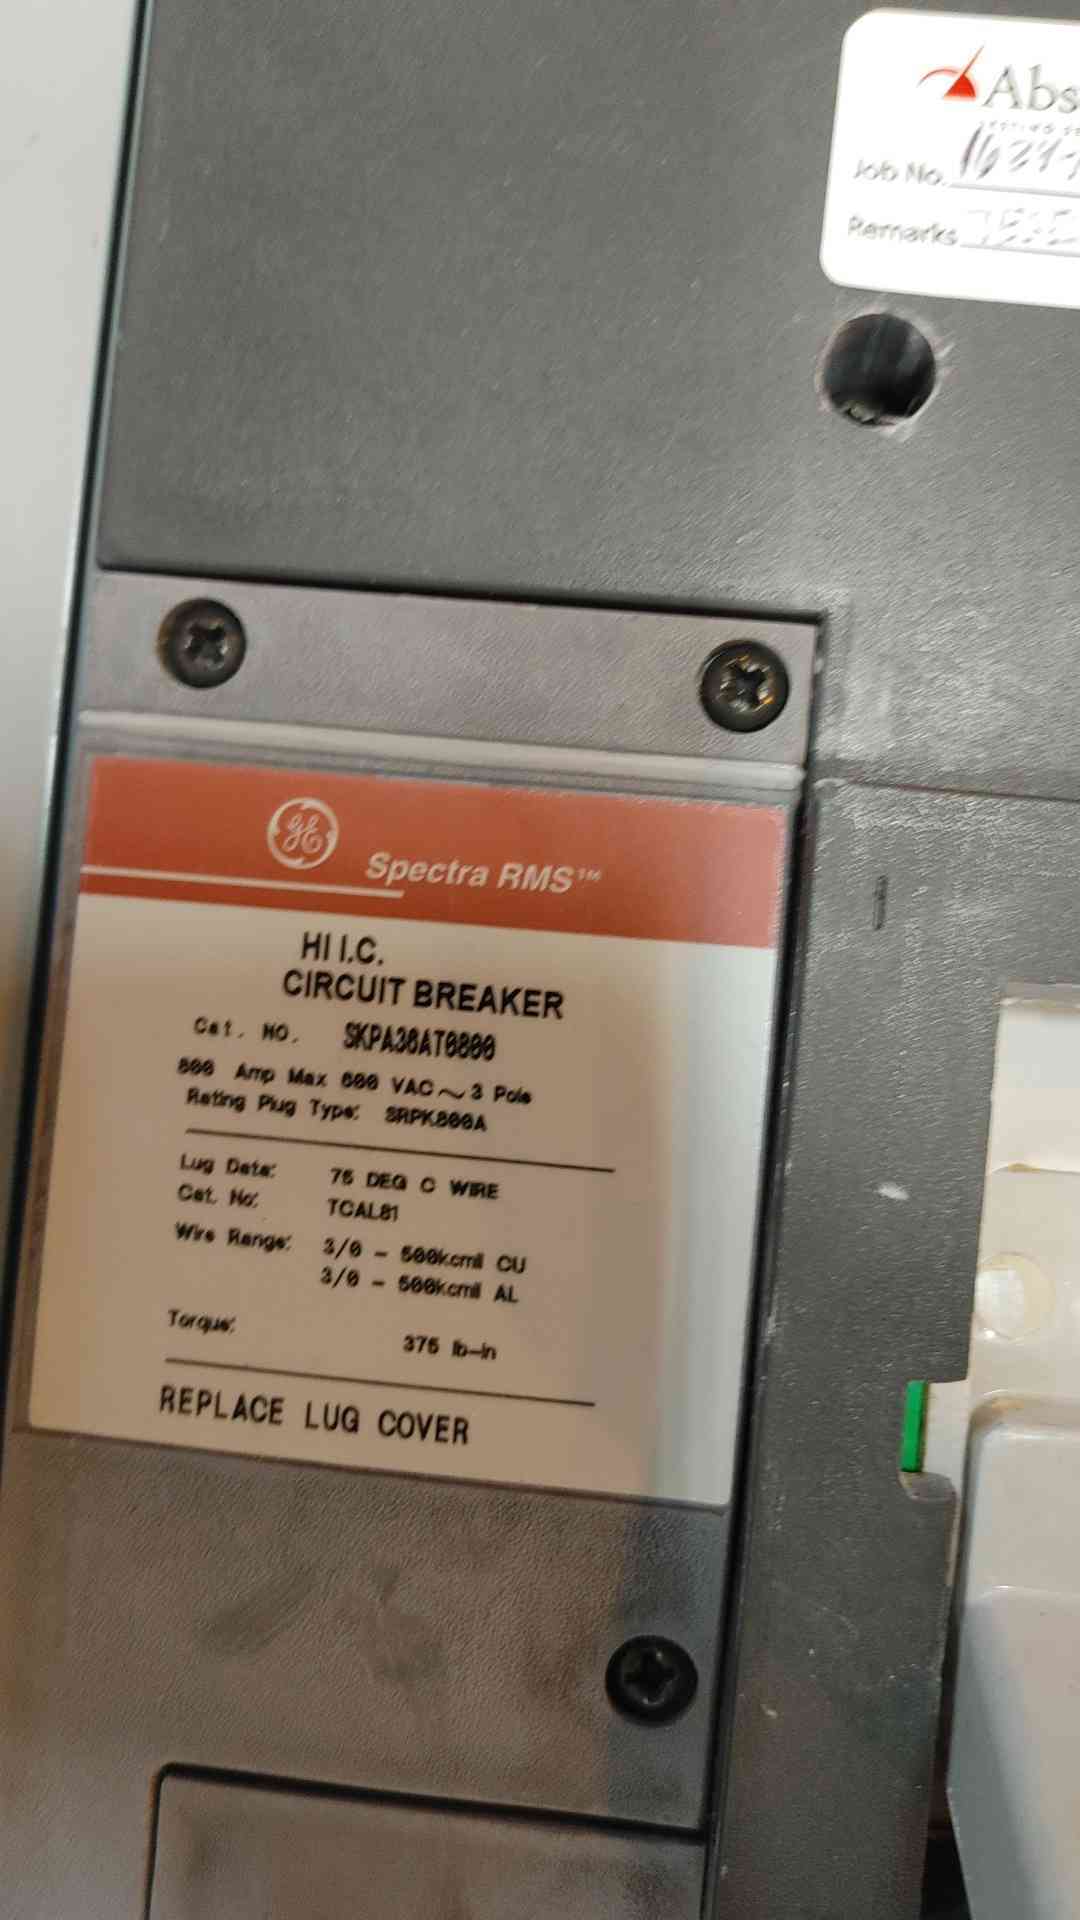 Abs
Job No.
Remarks
GE
Spectra RMS™
HI I.C.
CIRCUIT BREAKER
Cat. NO. SKPA36AT0800
800 Amp Max 600 VAC ~ 3 Pole
Rating Plug Type: SRPK800A
Lug Data: 75 DEG C WIRE
Cat. No: TCAL81
Wire Range: 3/0 - 500kcmil CU
3/0 - 500kcmil AL
Torque: 375 lb-in
REPLACE LUG COVER